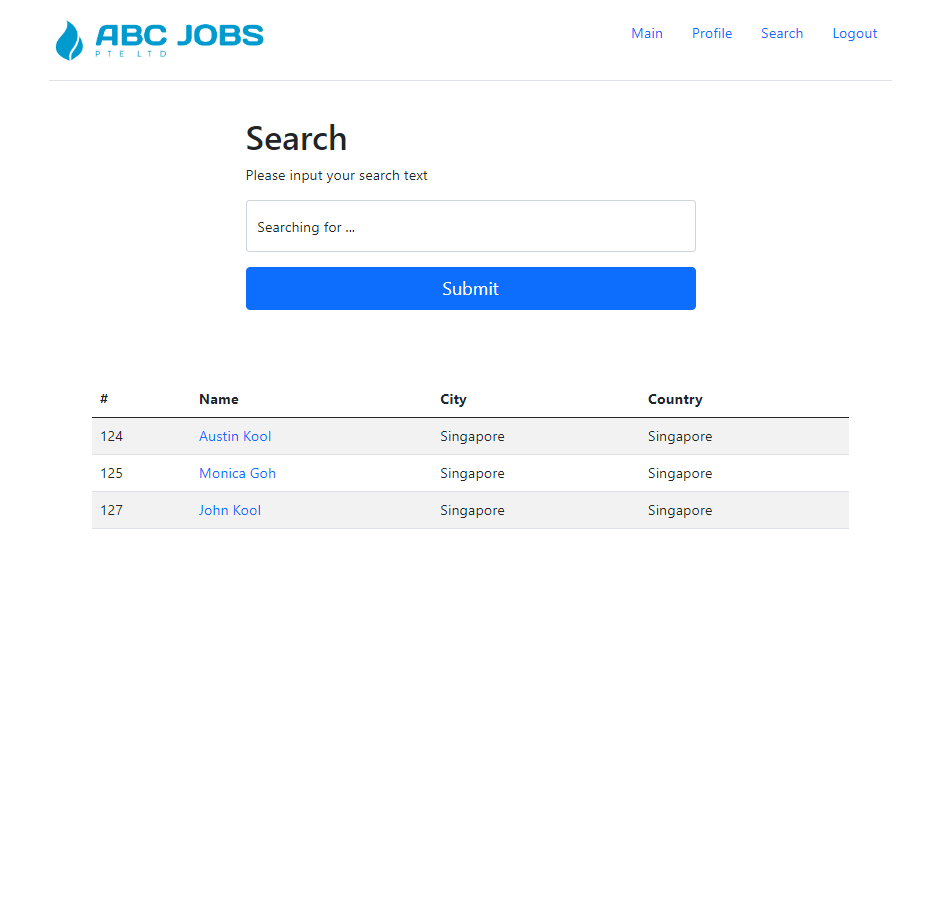 ABC JOBS
PTE LTD
Main Profile Search Logout
Search
Please input your search text
Searching for ...
Submit
# Name City Country
124 Austin Kool Singapore Singapore
125 Monica Goh Singapore Singapore
127 John Kool Singapore Singapore